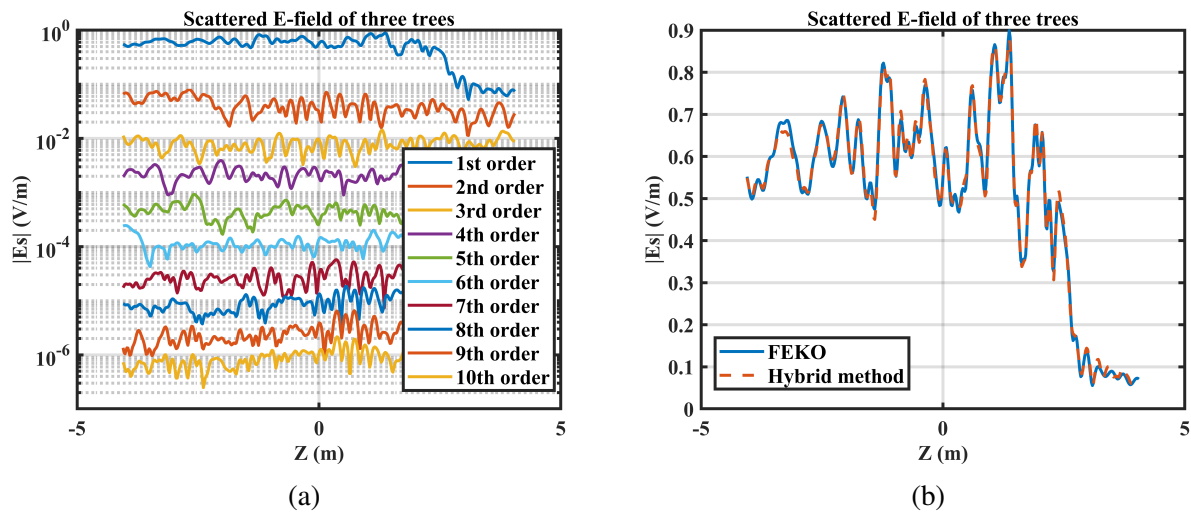 Scattered E-field of three trees
10^0
10^-2
10^-4
10^-6
|Es| (V/m)
1st order
2nd order
3rd order
4th order
5th order
6th order
7th order
8th order
9th order
10th order
-5
0
5
Z (m)
(a)
Scattered E-field of three trees
0.9
0.8
0.7
0.6
0.5
0.4
0.3
0.2
0.1
0
|Es| (V/m)
FEKO
Hybrid method
-5
0
5
Z (m)
(b)